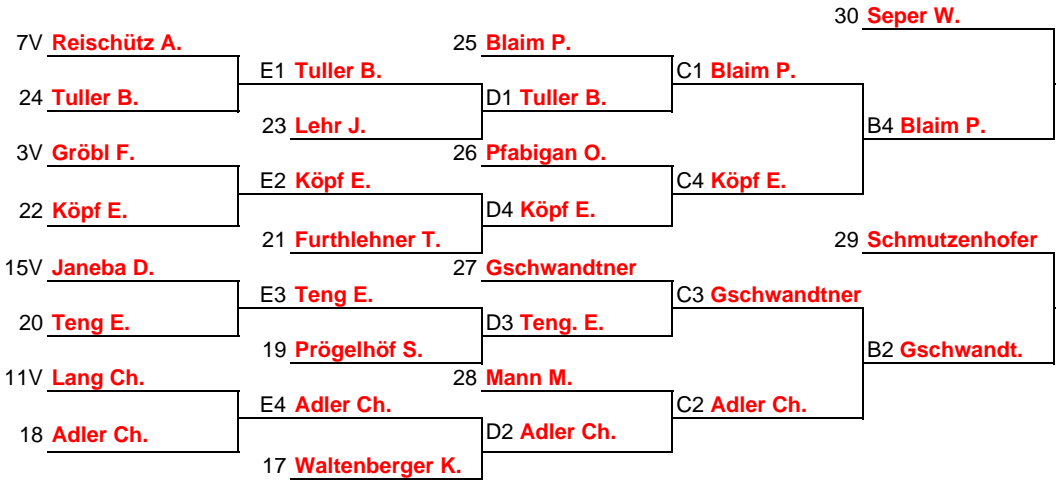 30 Seper W.
7V Reischütz A.
25 Blaim P.
E1 Tuller B.
C1 Blaim P.
24 Tuller B.
D1 Tuller B.
23 Lehr J.
B4 Blaim P.
3V Gröbl F.
26 Pfabigan O.
E2 Köpf E.
C4 Köpf E.
22 Köpf E.
D4 Köpf E.
21 Furthlehner T.
29 Schmutzenhofer
15V Janeba D.
27 Gschwandtner
E3 Teng E.
C3 Gschwandtner
20 Teng E.
D3 Teng. E.
19 Prögelhöf S.
B2 Gschwandt.
11V Lang Ch.
28 Mann M.
E4 Adler Ch.
C2 Adler Ch.
18 Adler Ch.
D2 Adler Ch.
17 Waltenberger K.